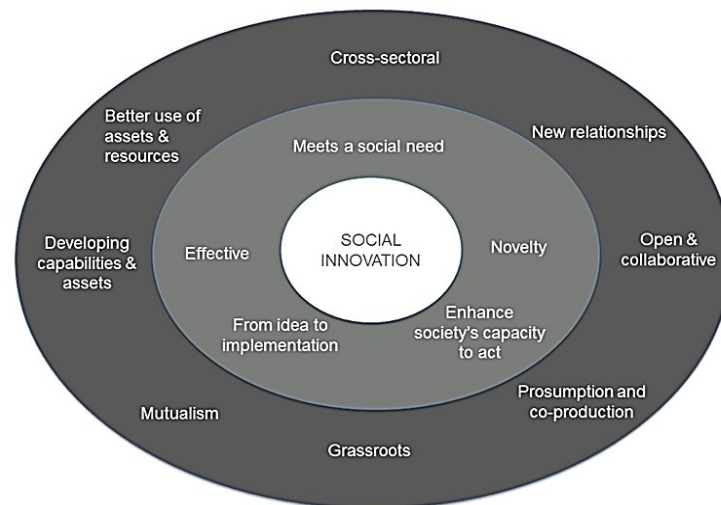 Cross-sectoral
Better use of
assets &
resources
New relationships
Meets a social need
Developing
capabilities &
assets
Effective
SOCIAL
INNOVATION
Novelty
Open &
collaborative
From idea to
implementation
Enhance
society's capacity
to act
Mutualism
Prosumption and
co-production
Grassroots